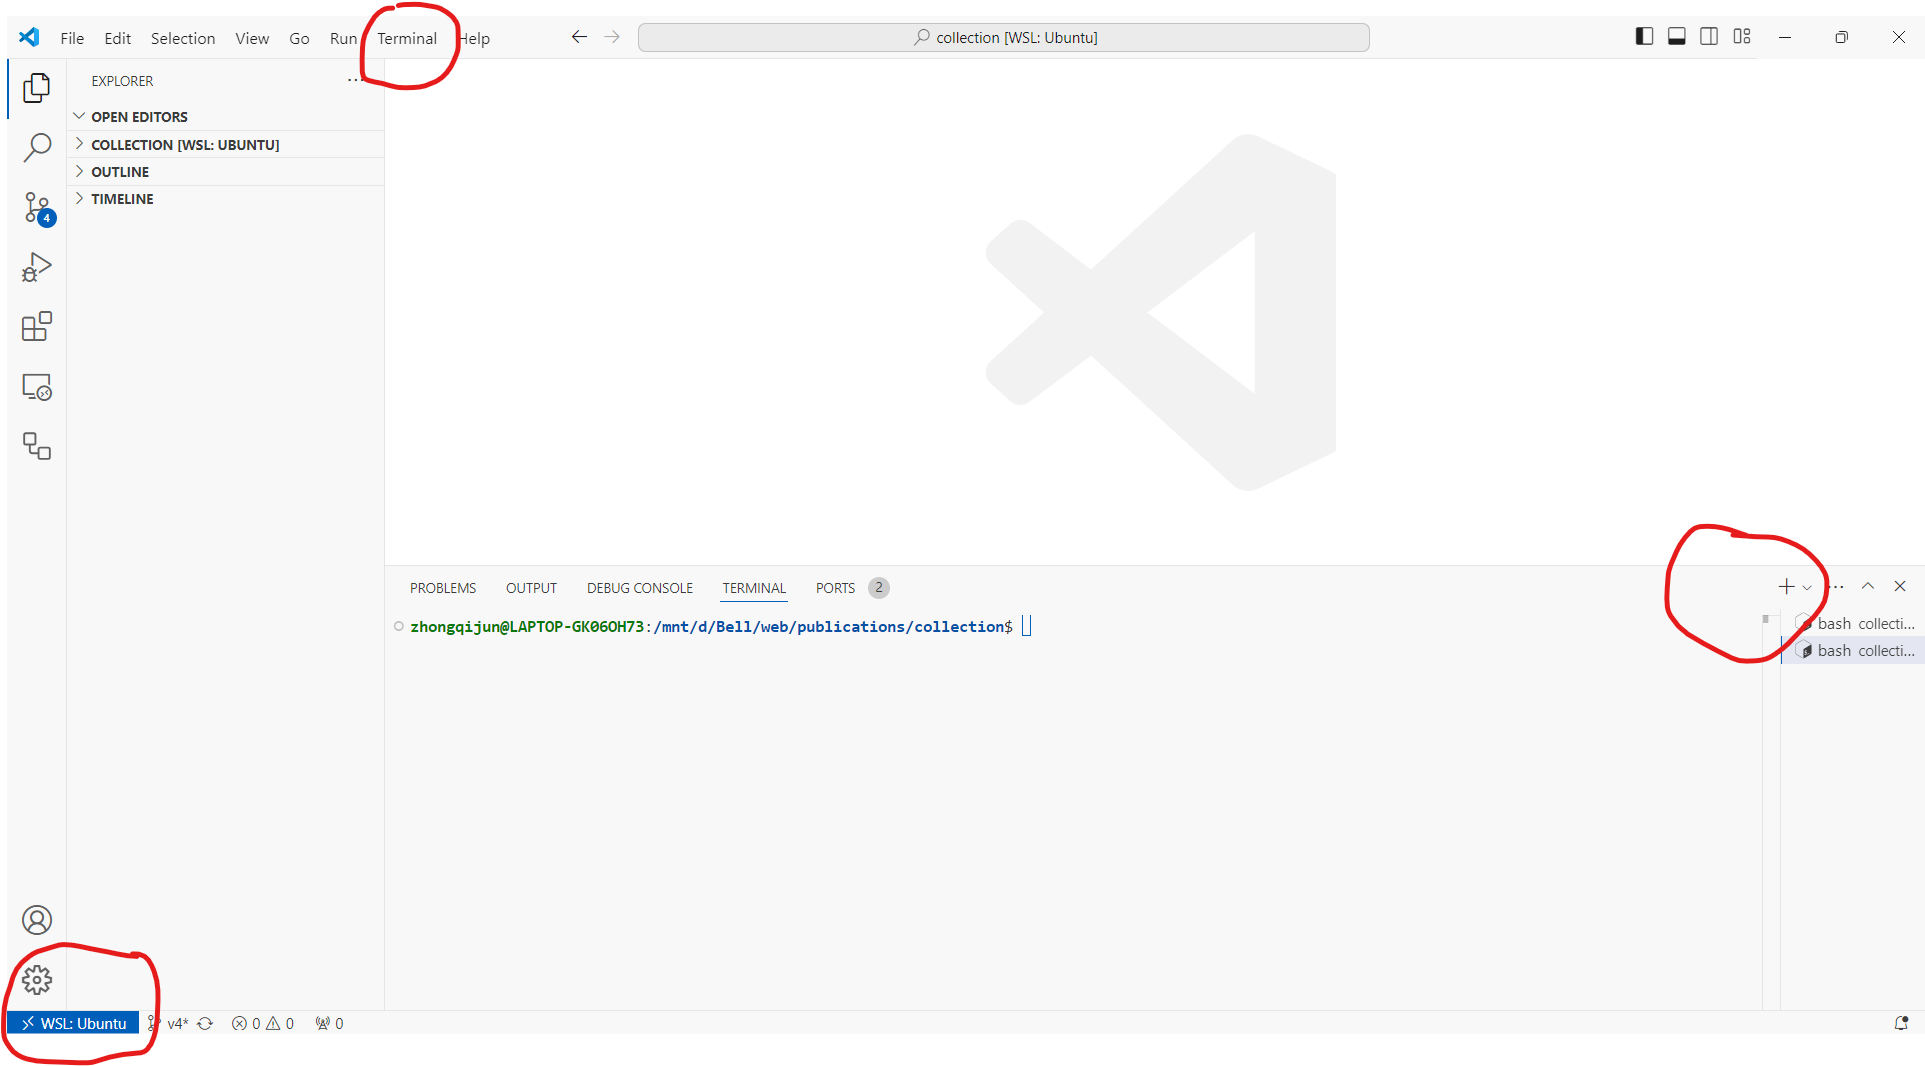 File Edit Selection View Go Run Terminal Help collection [WSL: Ubuntu]
EXPLORER
OPEN EDITORS
COLLECTION [WSL: UBUNTU]
OUTLINE
TIMELINE
4
PROBLEMS OUTPUT DEBUG CONSOLE TERMINAL PORTS 2
zhongqijun@LAPTOP-GK06OH73:/mnt/d/Bell/web/publications/collection$
bash collecti...
bash collecti...
WSL: Ubuntu v4* 0 0 0